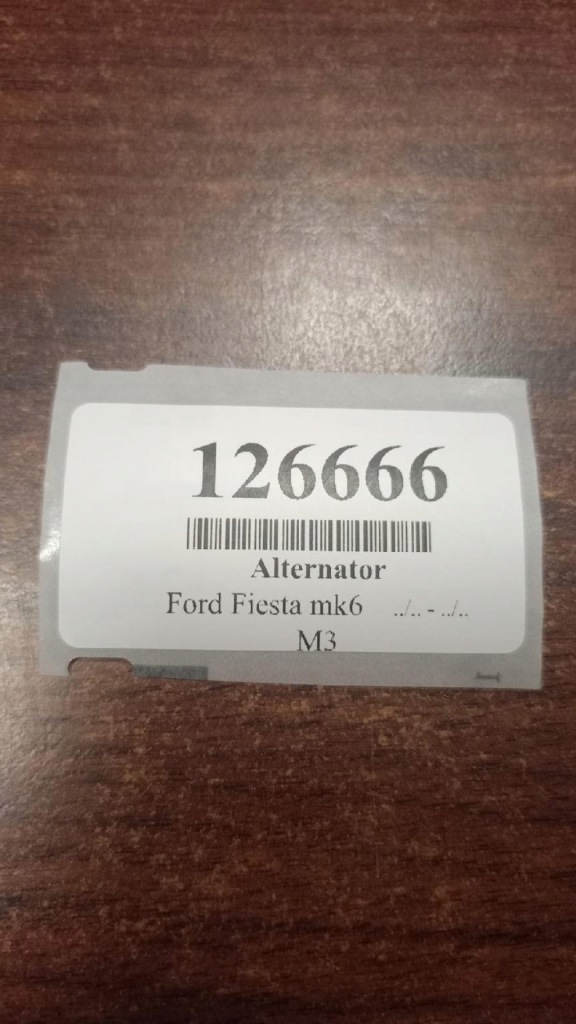 126666
Alternator
Ford Fiesta mk6 ../.. - ../..
M3